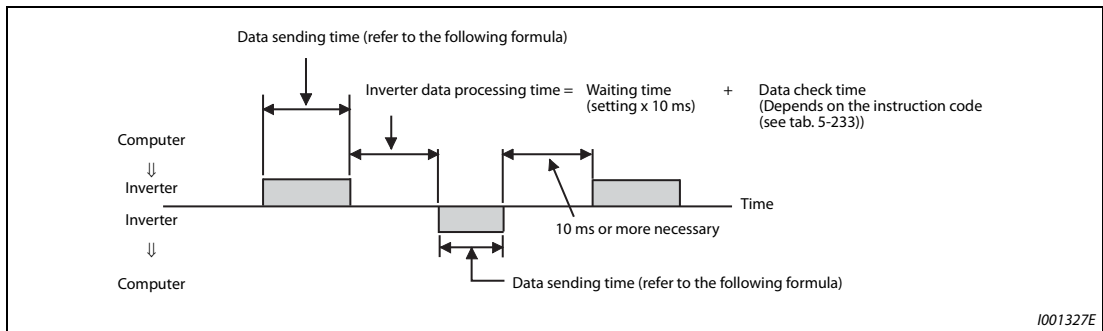 Data sending time (refer to the following formula)
Inverter data processing time = Waiting time + Data check time
(setting x 10 ms) (Depends on the instruction code
(see tab. 5-233))
Computer
⇓
Inverter
Time
Inverter
10 ms or more necessary
⇓
Computer
Data sending time (refer to the following formula)
I001327E